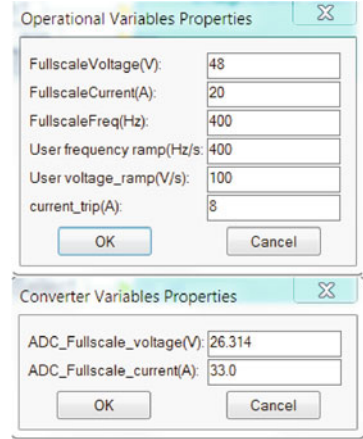 Operational Variables Properties
FullscaleVoltage(V): 48
FullscaleCurrent(A): 20
FullscaleFreq(Hz): 400
User frequency ramp(Hz/s: 400
User voltage_ramp(V/s): 100
current_trip(A): 8
OK Cancel
Converter Variables Properties
ADC_Fullscale_voltage(V): 26.314
ADC_Fullscale_current(A): 33.0
OK Cancel